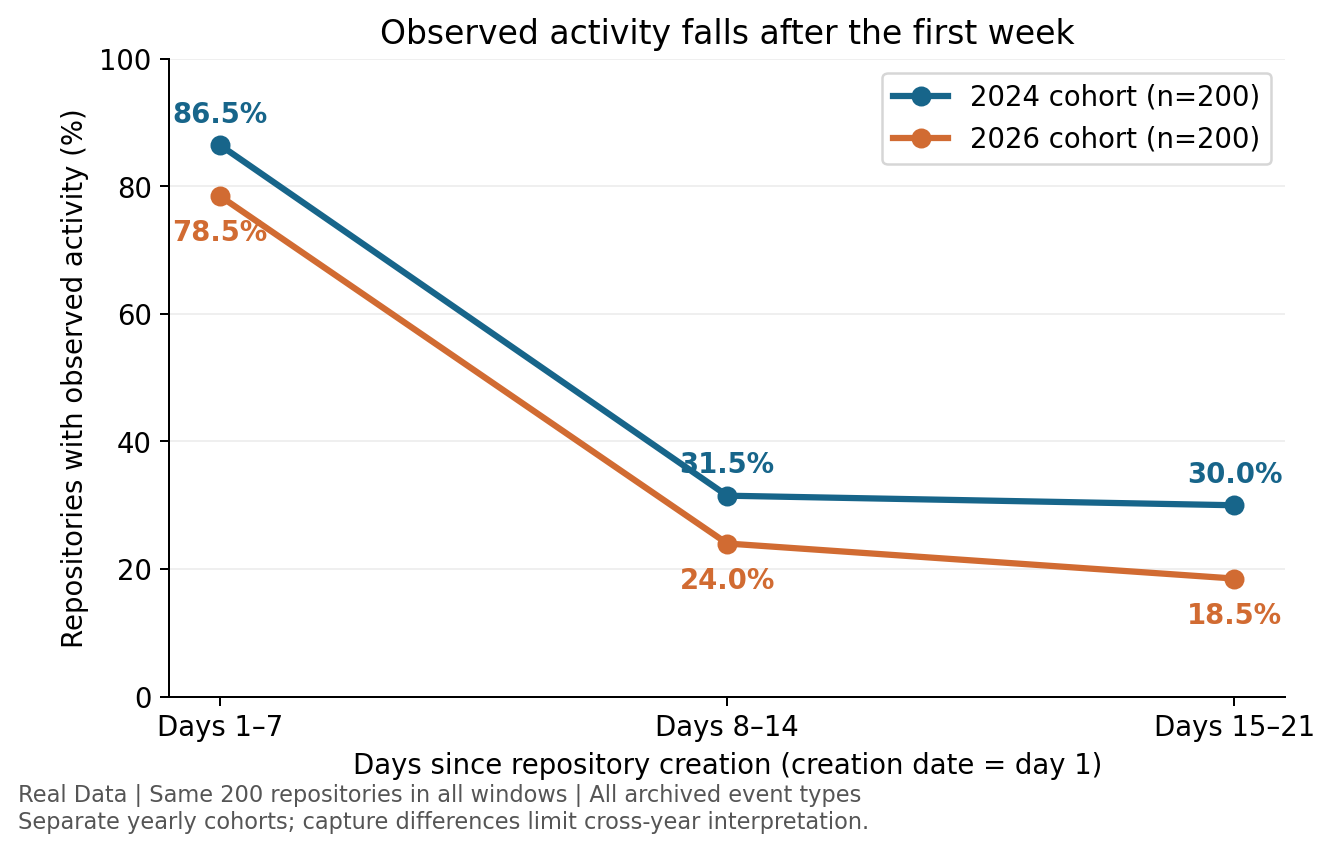 Observed activity falls after the first week
Repositories with observed activity (%)
100
80
60
40
20
0
2024 cohort (n=200)
2026 cohort (n=200)
86.5%
78.5%
31.5%
24.0%
30.0%
18.5%
Days 1–7
Days 8–14
Days 15–21
Days since repository creation (creation date = day 1)
Real Data | Same 200 repositories in all windows | All archived event types
Separate yearly cohorts; capture differences limit cross-year interpretation.